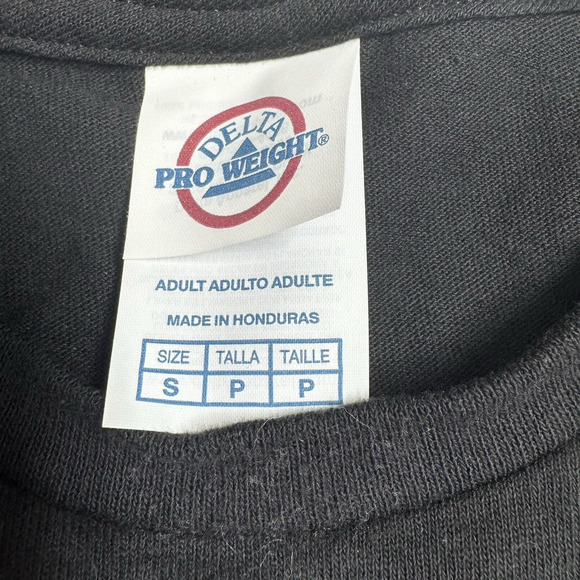 DELTA
PRO WEIGHT®
ADULT ADULTO ADULTE
MADE IN HONDURAS
SIZE TALLA TAILLE
S P P